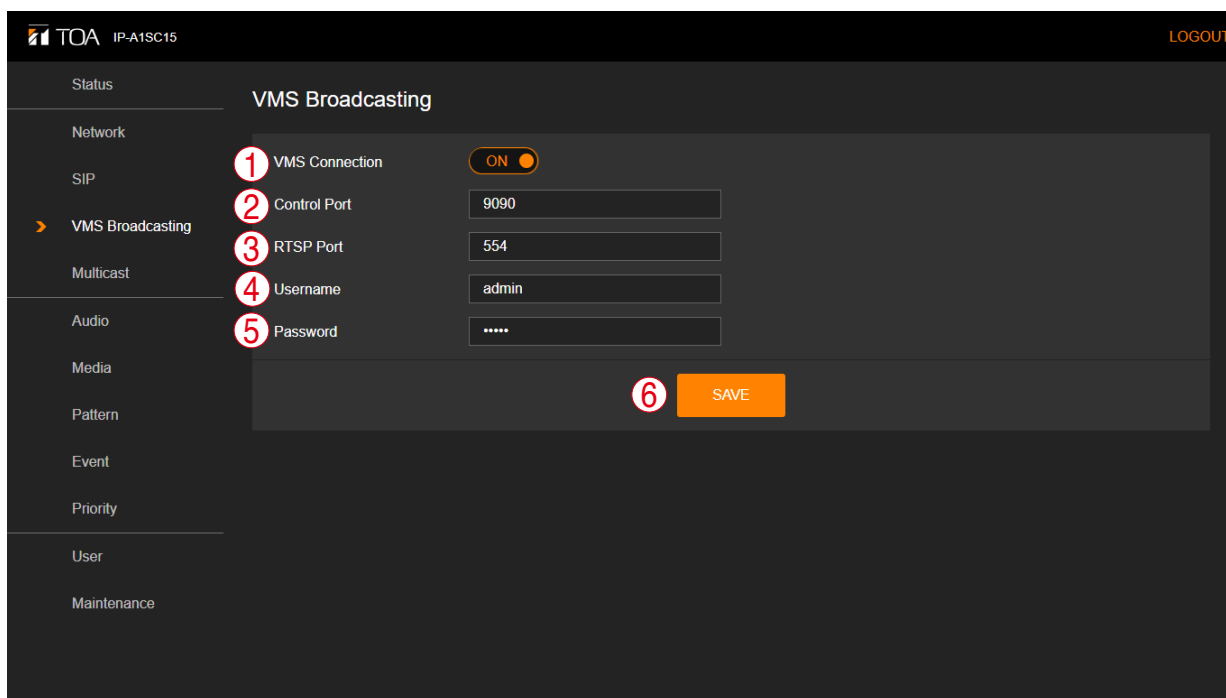 TOA IP-A1SC15
LOGOUT
Status
Network
SIP
VMS Broadcasting
Multicast
Audio
Media
Pattern
Event
Priority
User
Maintenance
VMS Broadcasting
1 VMS Connection ON
2 Control Port 9090
3 RTSP Port 554
4 Username admin
5 Password •••••
6 SAVE